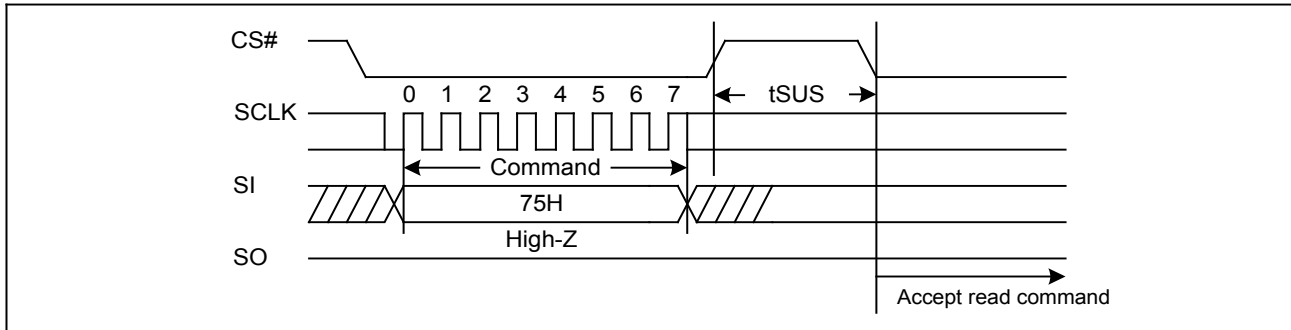 CS#
0 1 2 3 4 5 6 7
tSUS
SCLK
Command
SI
75H
High-Z
SO
Accept read command